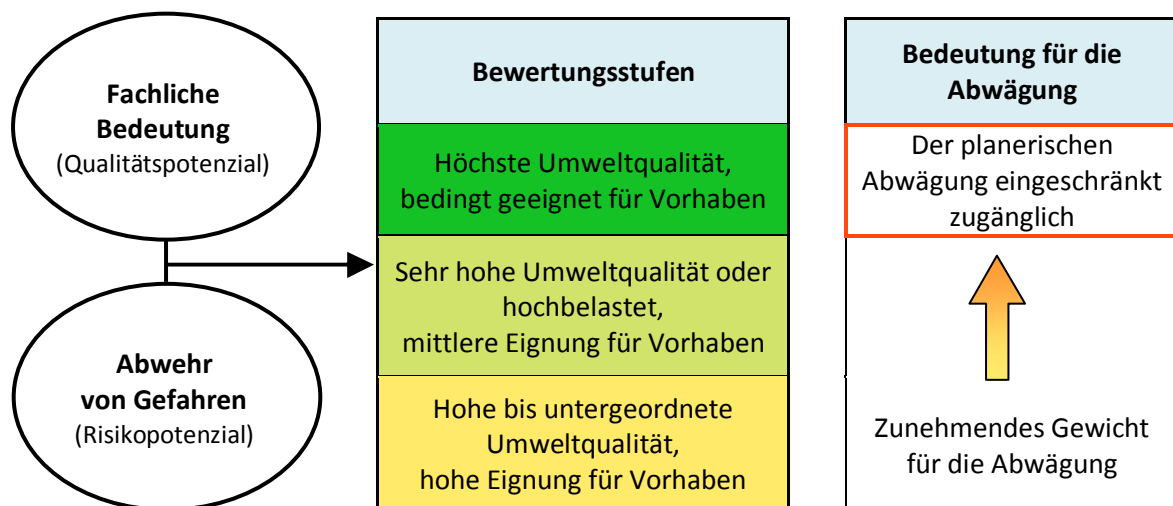 Fachliche
Bedeutung
(Qualitätspotenzial)
Abwehr
von Gefahren
(Risikopotenzial)
Bewertungsstufen
Höchste Umweltqualität,
bedingt geeignet für Vorhaben
Sehr hohe Umweltqualität oder
hochbelastet,
mittlere Eignung für Vorhaben
Hohe bis untergeordnete
Umweltqualität,
hohe Eignung für Vorhaben
Bedeutung für die
Abwägung
Der planerischen
Abwägung eingeschränkt
zugänglich
Zunehmendes Gewicht
für die Abwägung